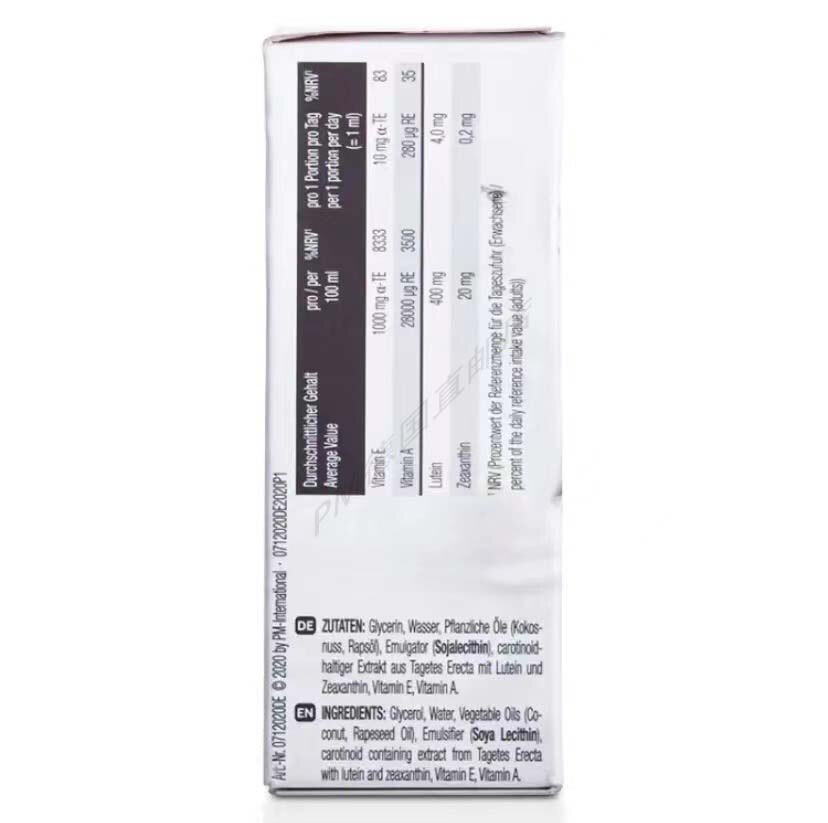 Durchschnittlicher Gehalt pro / per %NRV¹ pro 1 Portion pro Tag %NRV¹
Average Value 100 ml per 1 portion per day
(= 1 ml)
Vitamin E 1000 mg α-TE 8333 10 mg α-TE 83
Vitamin A 28000 µg RE 3500 280 µg RE 35
Lutein 400 mg 4,0 mg
Zeaxanthin 20 mg 0,2 mg
¹ NRV (Prozentwert der Referenzmenge für die Tageszufuhr (Erwachsene) /
percent of the daily reference intake value (adults))
DE ZUTATEN: Glycerin, Wasser, Pflanzliche Öle (Kokos-
nuss, Rapsöl), Emulgator (Sojalecithin), carotinoid-
haltiger Extrakt aus Tagetes Erecta mit Lutein und
Zeaxanthin, Vitamin E, Vitamin A.
EN INGREDIENTS: Glycerol, Water, Vegetable Oils (Co-
conut, Rapeseed Oil), Emulsifier (Soya Lecithin),
carotinoid containing extract from Tagetes Erecta
with lutein and zeaxanthin, Vitamin E, Vitamin A.
Art.-Nr. 0712020DE © 2020 by PM-International · 0712020DE2020P1